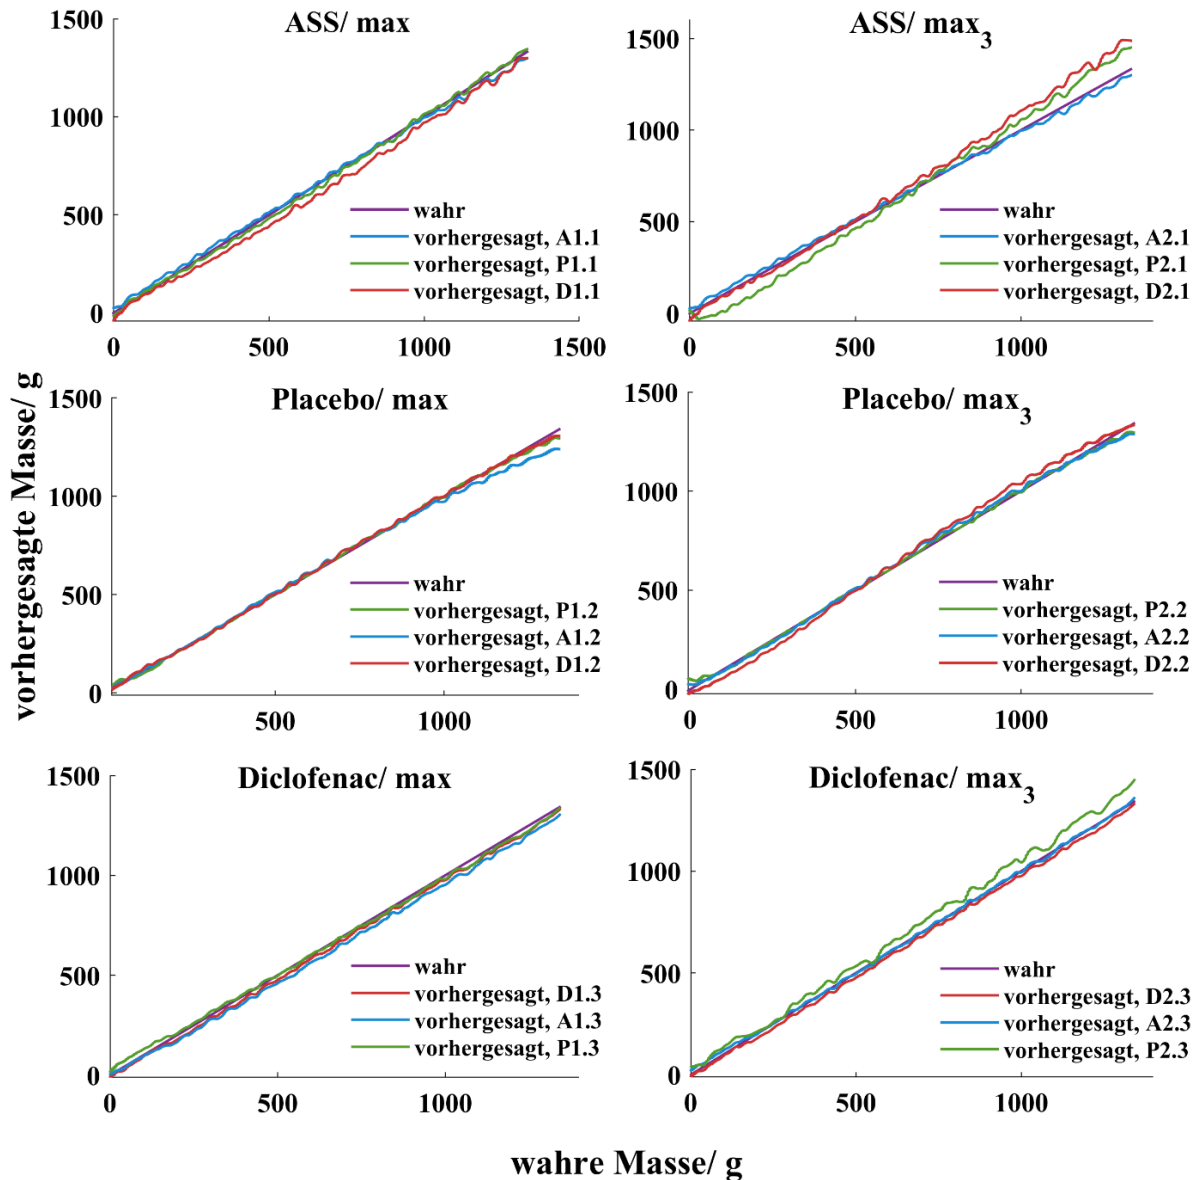 ASS/ max
1500
1000
500
0
wahr
vorhergesagt, A1.1
vorhergesagt, P1.1
vorhergesagt, D1.1
0 500 1000 1500
ASS/ max3
1500
1000
500
0
wahr
vorhergesagt, A2.1
vorhergesagt, P2.1
vorhergesagt, D2.1
0 500 1000
vorhergesagte Masse/ g
Placebo/ max
1500
1000
500
0
wahr
vorhergesagt, P1.2
vorhergesagt, A1.2
vorhergesagt, D1.2
500 1000
Placebo/ max3
1500
1000
500
0
wahr
vorhergesagt, P2.2
vorhergesagt, A2.2
vorhergesagt, D2.2
0 500 1000
Diclofenac/ max
1500
1000
500
0
wahr
vorhergesagt, D1.3
vorhergesagt, A1.3
vorhergesagt, P1.3
0 500 1000
Diclofenac/ max3
1500
1000
500
0
wahr
vorhergesagt, D2.3
vorhergesagt, A2.3
vorhergesagt, P2.3
0 500 1000
wahre Masse/ g